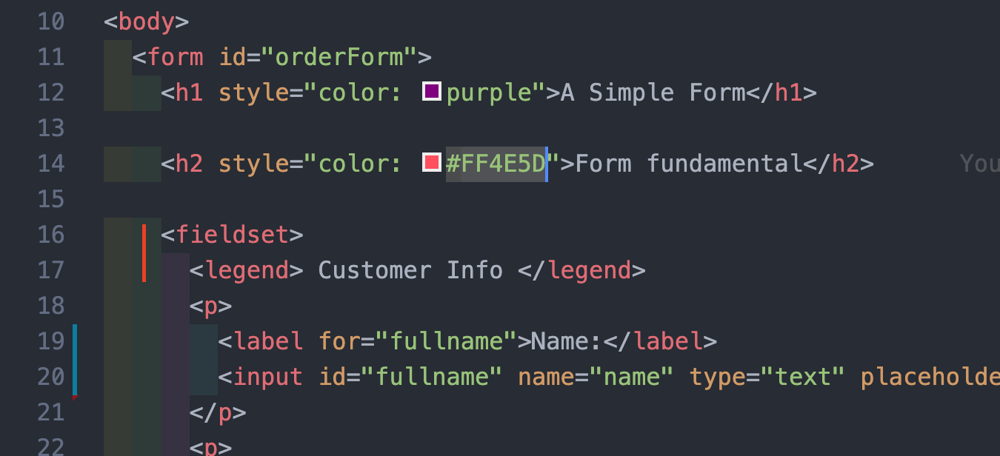 10 <body>
11 <form id="orderForm">
12 <h1 style="color: purple">A Simple Form</h1>
13
14 <h2 style="color: #FF4E5D">Form fundamental</h2> You
15
16 <fieldset>
17 <legend> Customer Info </legend>
18 <p>
19 <label for="fullname">Name:</label>
20 <input id="fullname" name="name" type="text" placeholde
21 </p>
22 <p>